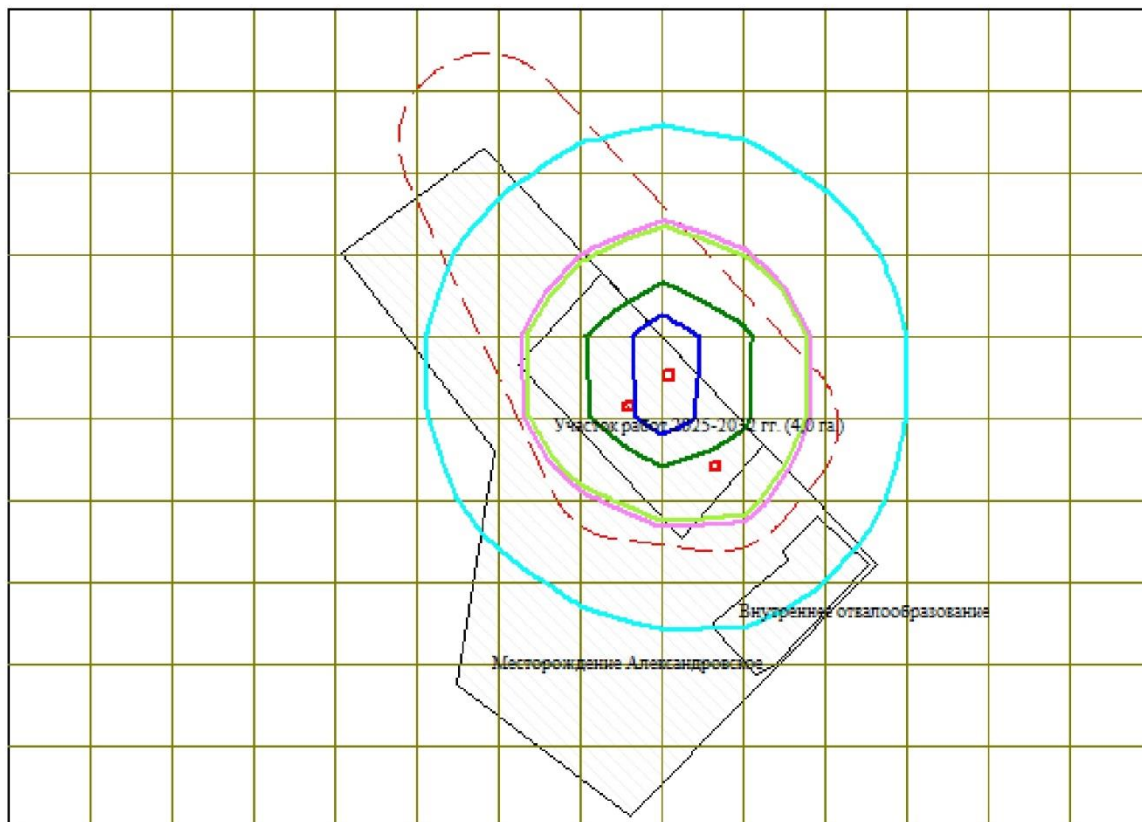 Участок работ 2025-2032 гг. (4,0 га.)
Внутреннее отвалообразование
Месторождение Александровское